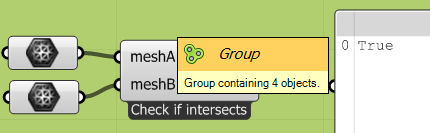 meshA
meshB
Group
Group containing 4 objects.
Check if intersects
0 True